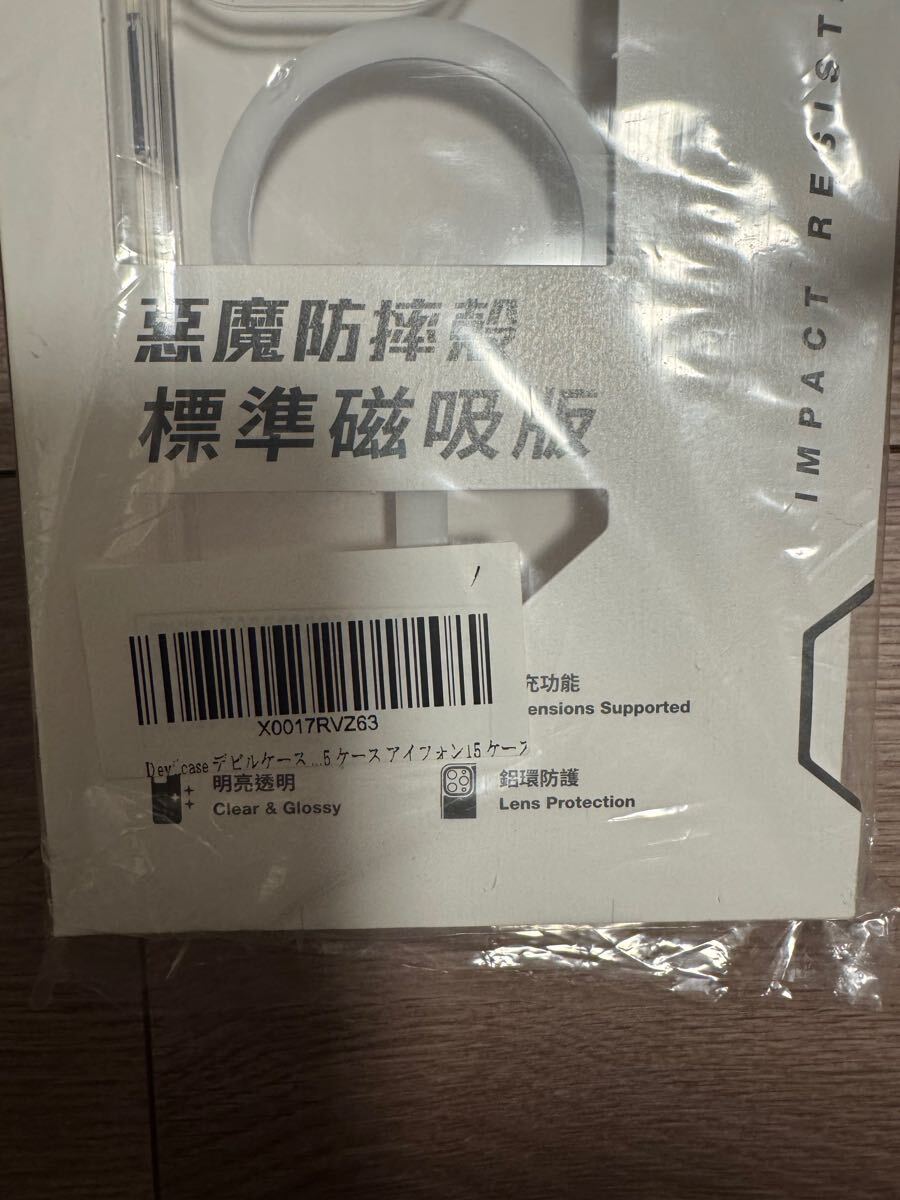 IMPACT RESIST
惡魔防摔殼
標準磁吸版
X0017RVZ63
Devilcase デビルケース …5 ケース アイフォン15 ケース
充功能
ensions Supported
明亮透明
Clear & Glossy
鋁環防護
Lens Protection